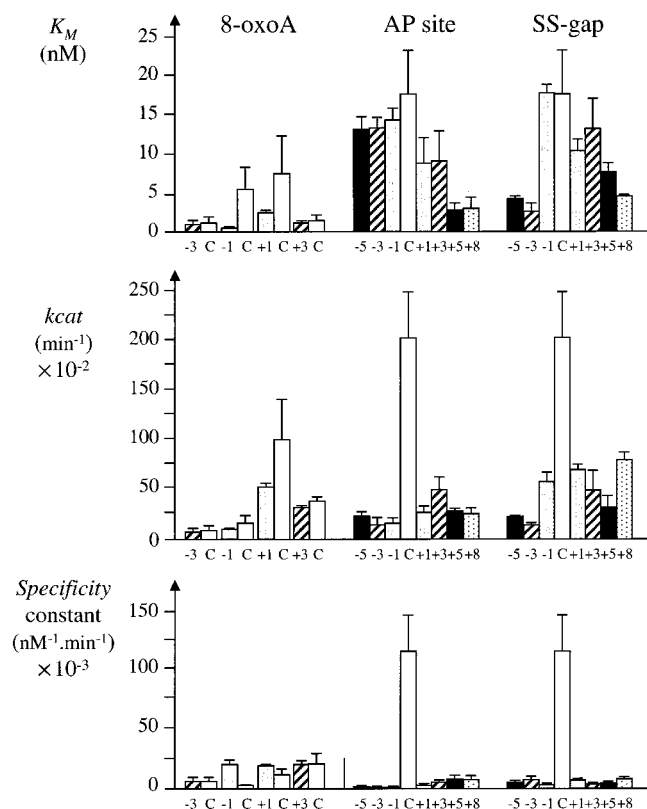 8-oxoA AP site SS-gap
K_M
(nM)
25
20
15
10
5
0
-3 C -1 C +1 C +3 C -5 -3 -1 C +1 +3 +5 +8 -5 -3 -1 C +1 +3 +5 +8
kcat
(min⁻¹)
×10⁻²
250
200
150
100
50
0
-3 C -1 C +1 C +3 C -5 -3 -1 C +1 +3 +5 +8 -5 -3 -1 C +1 +3 +5 +8
Specificity
constant
(nM⁻¹.min⁻¹)
×10⁻³
150
100
50
0
-3 C -1 C +1 C +3 C -5 -3 -1 C +1 +3 +5 +8 -5 -3 -1 C +1 +3 +5 +8